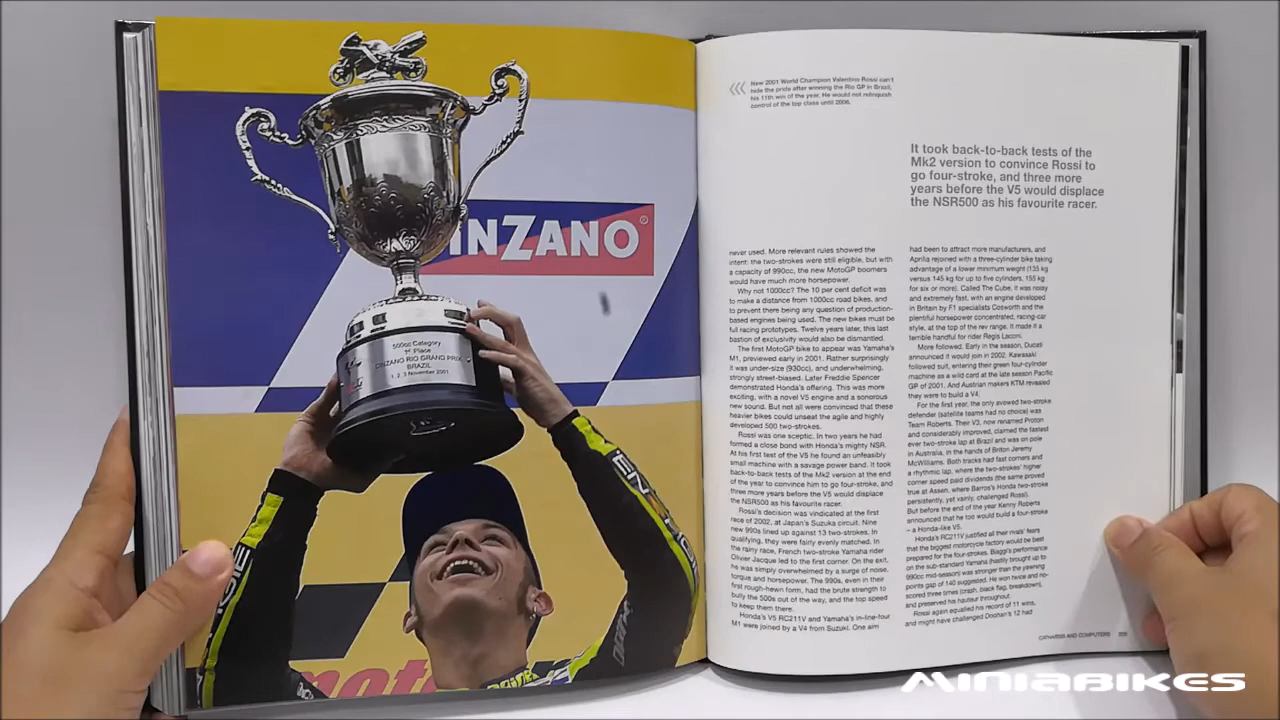 INZANO
500cc Category
1st Place
CINZANO RIO GRAND PRIX
BRAZIL
1, 2, 3 November 2001
New 2001 World Champion Valentino Rossi can't
hide the pride after winning the Rio GP in Brazil,
his 11th win of the year. He would not relinquish
control of the top class until 2006.
It took back-to-back tests of the
Mk2 version to convince Rossi to
go four-stroke, and three more
years before the V5 would displace
the NSR500 as his favourite racer.
never used. More relevant rules showed the
intent: the two-strokes were still eligible, but with
a capacity of 990cc, the new MotoGP boomers
would have much more horsepower.
Why not 1000cc? The 10 per cent deficit was
to make a distance from 1000cc road bikes, and
to prevent there being any question of production-
based engines being used. The new bikes must be
full racing prototypes. Twelve years later, this last
bastion of exclusivity would also be dismantled.
The first MotoGP bike to appear was Yamaha's
M1, previewed early in 2001. Rather surprisingly
it was under-size (930cc), and underwhelming,
strongly street-biased. Later Freddie Spencer
demonstrated Honda's offering. This was more
exciting, with a novel V5 engine and a sonorous
new sound. But not all were convinced that these
heavier bikes could unseat the agile and highly
developed 500 two-strokes.
Rossi was one sceptic. In two years he had
formed a close bond with Honda's mighty NSR.
At his first test of the V5 he found an unfeasibly
small machine with a savage power band. It took
back-to-back tests of the Mk2 version at the end
of the year to convince him to go four-stroke, and
three more years before the V5 would displace
the NSR500 as his favourite racer.
Rossi's decision was vindicated at the first
race of 2002, at Japan's Suzuka circuit. Nine
new 990s lined up against 13 two-strokes. In
qualifying, they were fairly evenly matched. In
the rainy race, French two-stroke Yamaha rider
Olivier Jacque led to the first corner. On the exit,
he was simply overwhelmed by a surge of noise,
torque and horsepower. The 990s, even in their
first rough-hewn form, had the brute strength to
bully the 500s out of the way, and the top speed
to keep them there.
Honda's V5 RC211V and Yamaha's in-line-four
M1 were joined by a V4 from Suzuki. One aim
had been to attract more manufacturers, and
Aprilia rejoined with a three-cylinder bike taking
advantage of a lower minimum weight (135 kg
versus 145 kg for up to five cylinders, 155 kg
for six or more). Called The Cube, it was noisy
and extremely fast, with an engine developed
in Britain by F1 specialists Cosworth and the
plentiful horsepower concentrated, racing-car
style, at the top of the rev range. It made it a
terrible handful for rider Regis Laconi.
More followed. Early in the season, Ducati
announced it would join in 2002. Kawasaki
followed suit, entering their green four-cylinder
machine as a wild card at the late season Pacific
GP of 2001. And Austrian makers KTM revealed
they were to build a V4.
For the first year, the only avowed two-stroke
defender (satellite teams had no choice) was
Team Roberts. Their V3, now renamed Proton
and considerably improved, claimed the fastest
ever two-stroke lap at Brazil and was on pole
in Australia, in the hands of Briton Jeremy
McWilliams. Both tracks had fast corners and
a rhythmic lap, where the two-strokes' higher
corner speed paid dividends (the same proved
true at Assen, where Barros's Honda two-stroke
persistently, yet vainly, challenged Rossi).
But before the end of the year Kenny Roberts
announced that he too would build a four-stroke
– a Honda-like V5.
Honda's RC211V justified all their rivals' fears
that the biggest motorcycle factory would be best
prepared for the four-strokes. Biaggi's performance
on the sub-standard Yamaha (hastily brought up to
990cc mid-season) was stronger than the yawning
points gap of 140 suggested. He won twice and no-
scored three times (crash, black flag, breakdown),
and preserved his hauteur throughout.
Rossi again equalled his record of 11 wins,
and might have challenged Doohan's 12 had
CATHARSIS AND COMPUTERS
moto
MINIABIKES